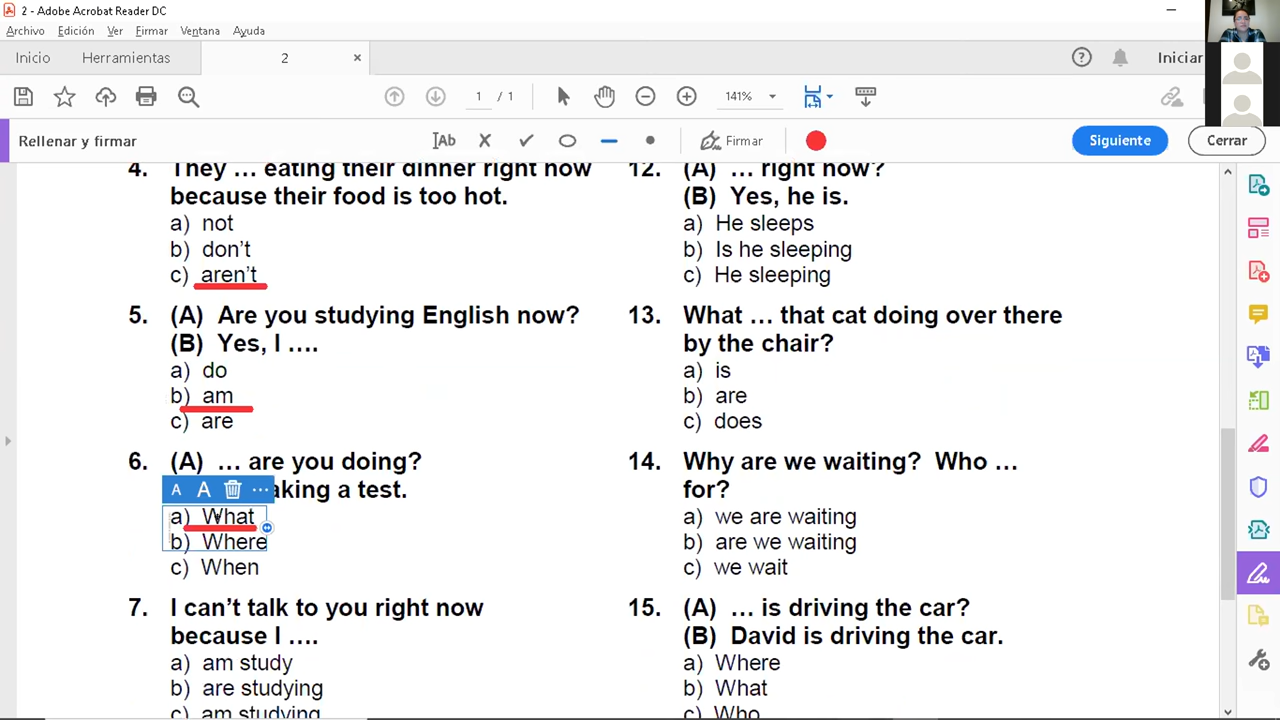 2 - Adobe Acrobat Reader DC
Archivo Edición Ver Firmar Ventana Ayuda
Inicio Herramientas 2 × Iniciar
1 / 1 141%
Rellenar y firmar Ab Firmar Siguiente Cerrar
4. They … eating their dinner right now
because their food is too hot.
a) not
b) don’t
c) aren’t
5. (A) Are you studying English now?
(B) Yes, I ….
a) do
b) am
c) are
6. (A) … are you doing?
A A ... aking a test.
a) What
b) Where
c) When
7. I can’t talk to you right now
because I ….
a) am study
b) are studying
c) am studying
12. (A) … right now?
(B) Yes, he is.
a) He sleeps
b) Is he sleeping
c) He sleeping
13. What … that cat doing over there
by the chair?
a) is
b) are
c) does
14. Why are we waiting? Who …
for?
a) we are waiting
b) are we waiting
c) we wait
15. (A) … is driving the car?
(B) David is driving the car.
a) Where
b) What
c) Who